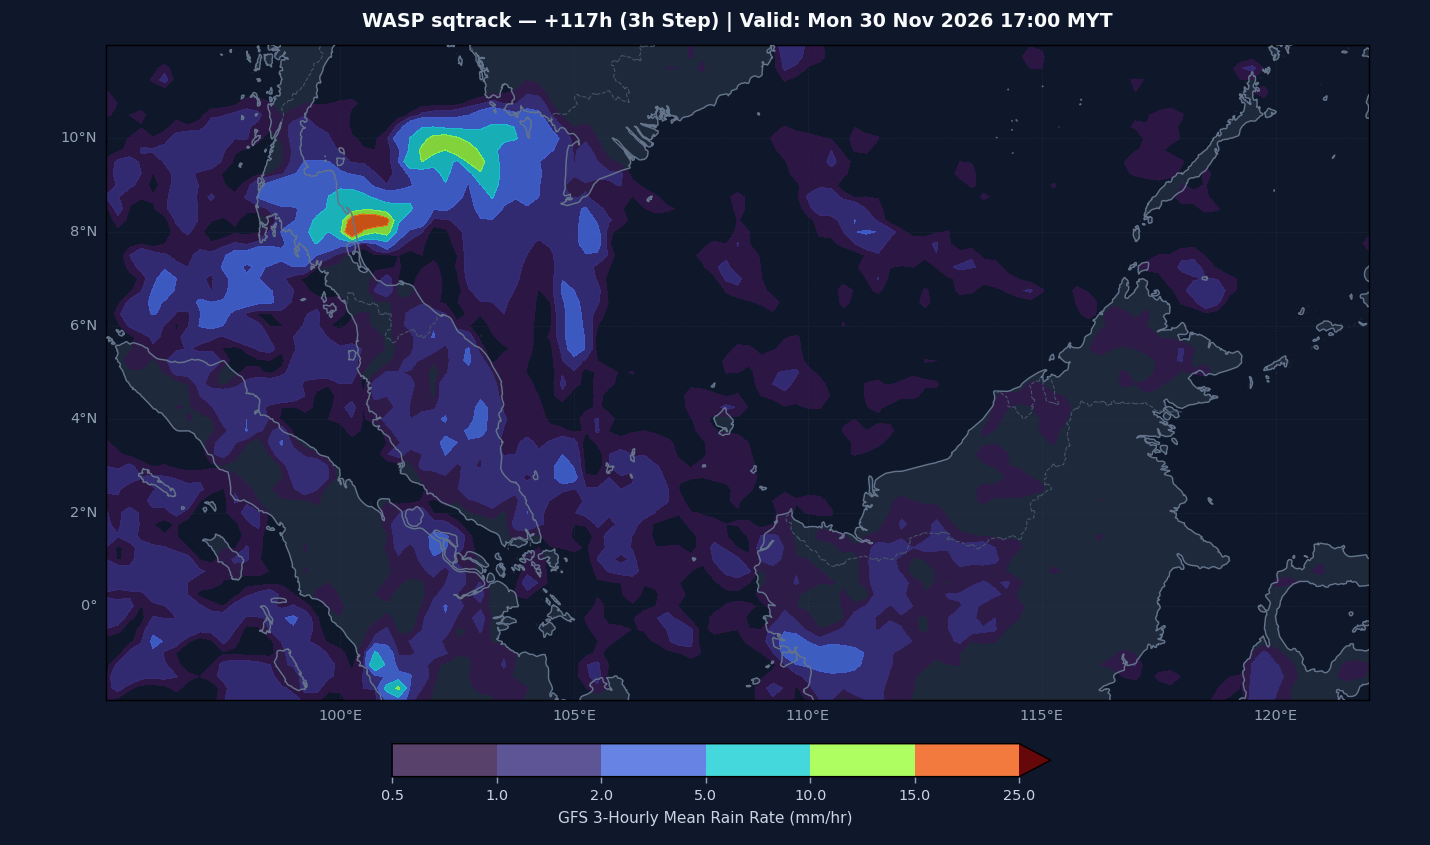 WASP sqtrack — +117h (3h Step) | Valid: Mon 30 Nov 2026 17:00 MYT
10°N
8°N
6°N
4°N
2°N
0°
100°E 105°E 110°E 115°E 120°E
0.5 1.0 2.0 5.0 10.0 15.0 25.0
GFS 3-Hourly Mean Rain Rate (mm/hr)